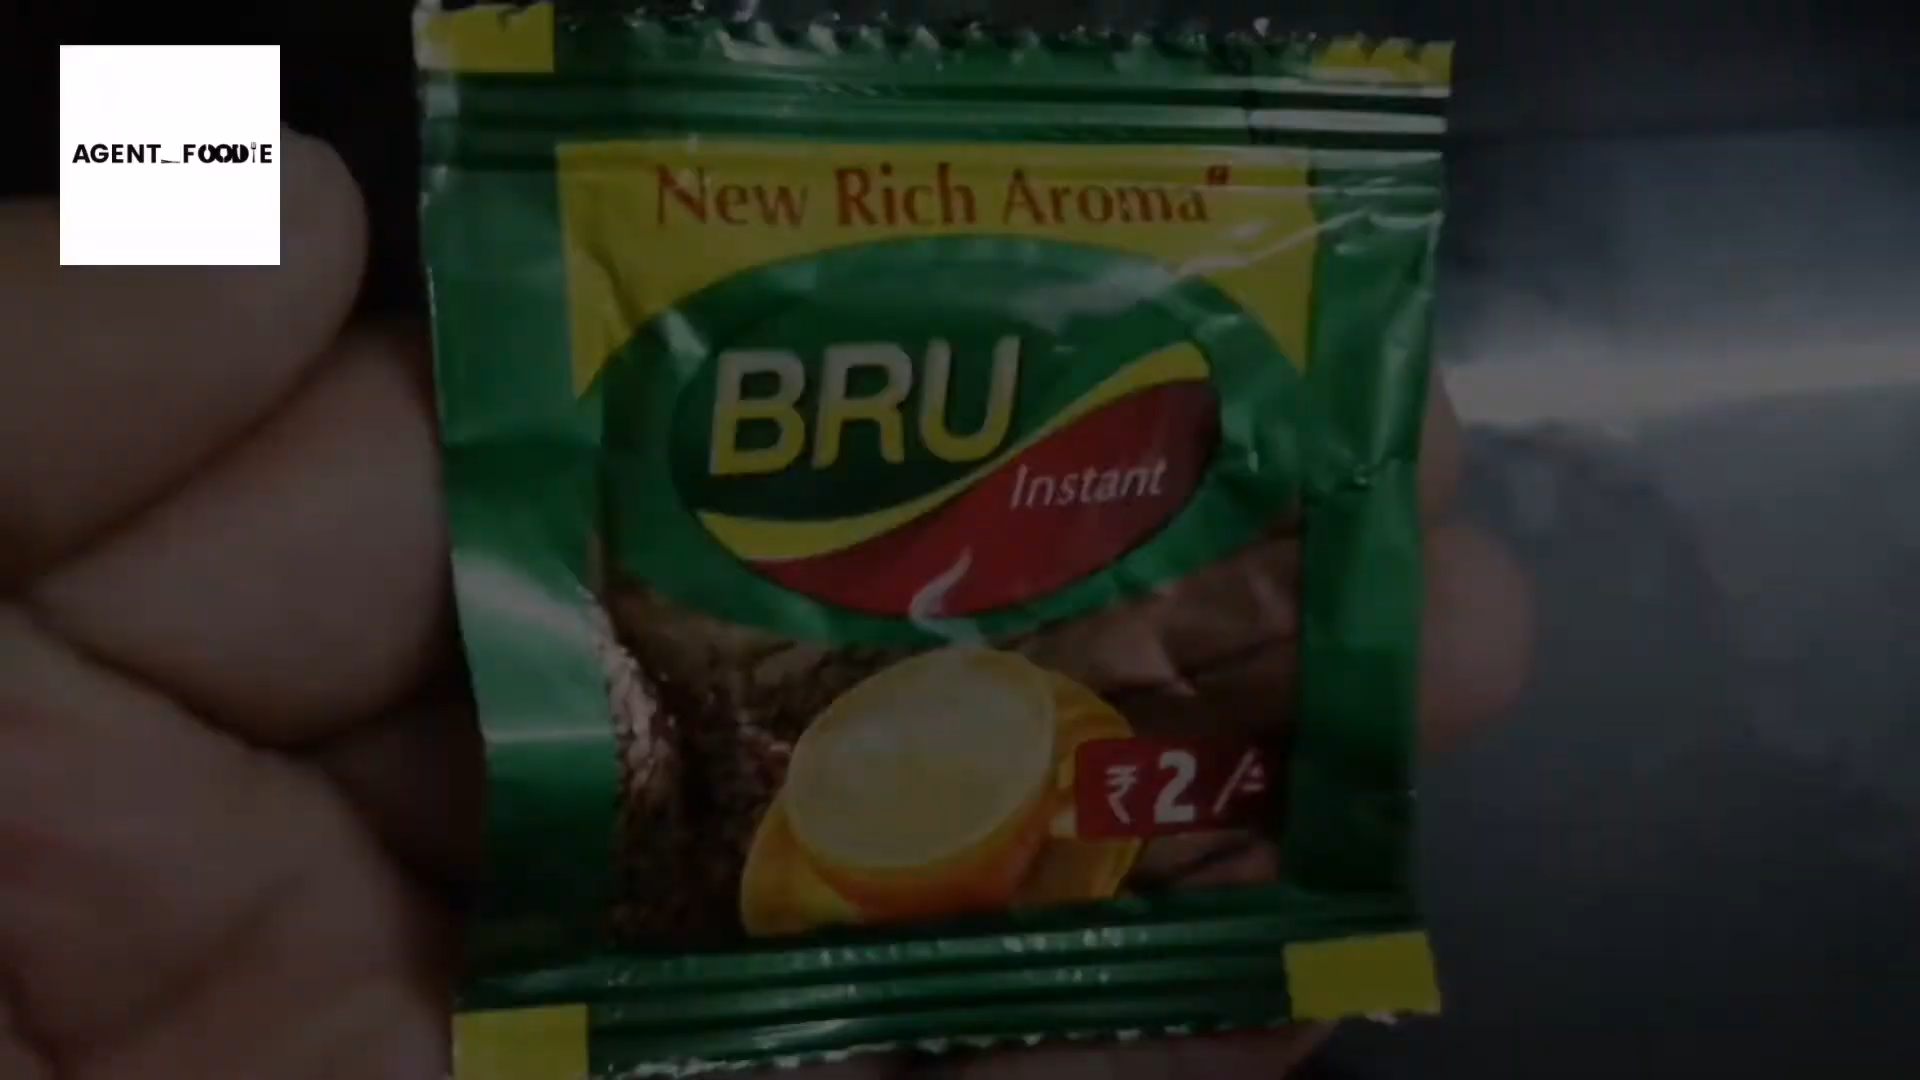 AGENT_FOODIE
New Rich Aroma
BRU
Instant
₹ 2 /-